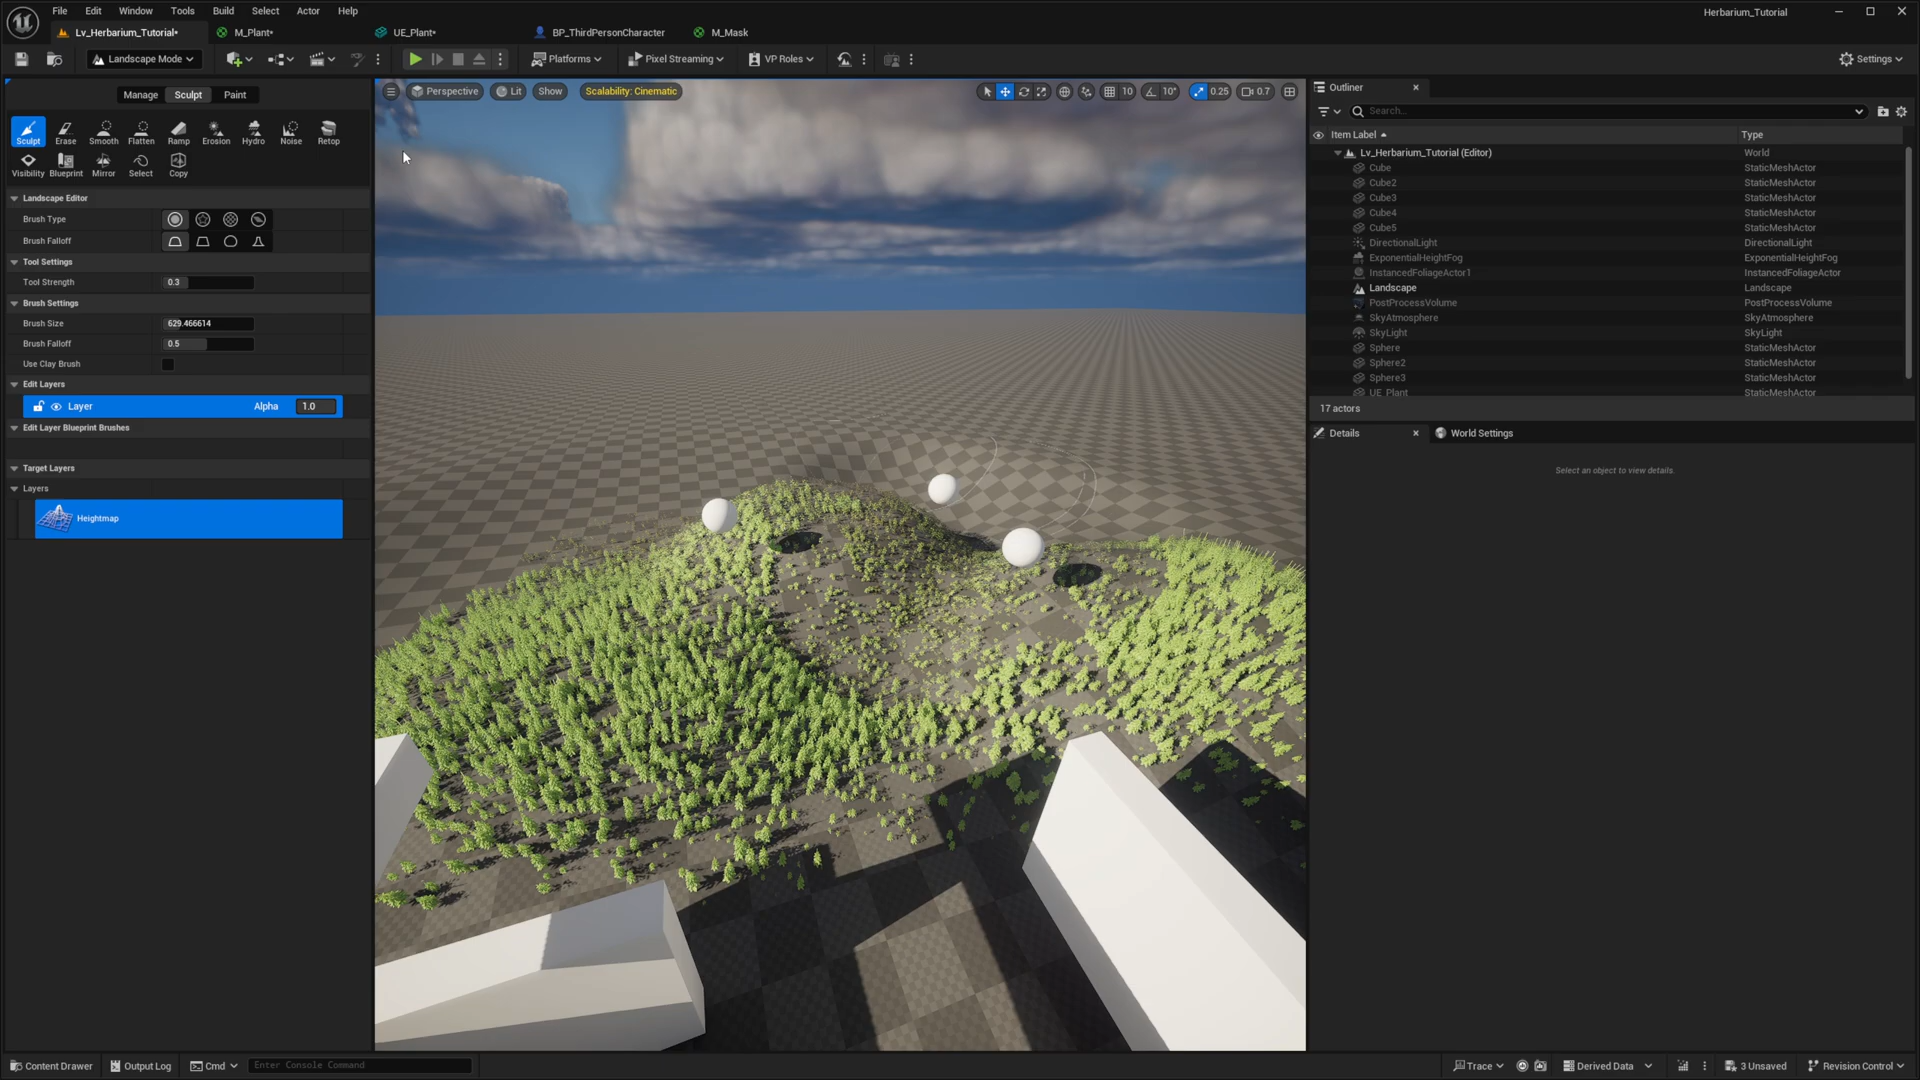 File Edit Window Tools Build Select Actor Help
Herbarium_Tutorial
Lv_Herbarium_Tutorial• M_Plant• UE_Plant• BP_ThirdPersonCharacter M_Mask
Landscape Mode Platforms Pixel Streaming VP Roles Settings
Manage Sculpt Paint
Perspective Lit Show Scalability: Cinematic 10 10° 0.25 0.7
Outliner
Search...
Sculpt Erase Smooth Flatten Ramp Erosion Hydro Noise Retop
Visibility Blueprint Mirror Select Copy
Landscape Editor
Brush Type
Brush Falloff
Tool Settings
Tool Strength 0.3
Brush Settings
Brush Size 629.466614
Brush Falloff 0.5
Use Clay Brush
Edit Layers
Layer Alpha 1.0
Edit Layer Blueprint Brushes
Target Layers
Layers
Heightmap
Item Label Type
Lv_Herbarium_Tutorial (Editor) World
Cube StaticMeshActor
Cube2 StaticMeshActor
Cube3 StaticMeshActor
Cube4 StaticMeshActor
Cube5 StaticMeshActor
DirectionalLight DirectionalLight
ExponentialHeightFog ExponentialHeightFog
InstancedFoliageActor1 InstancedFoliageActor
Landscape Landscape
PostProcessVolume PostProcessVolume
SkyAtmosphere SkyAtmosphere
SkyLight SkyLight
Sphere StaticMeshActor
Sphere2 StaticMeshActor
Sphere3 StaticMeshActor
UE_Plant StaticMeshActor
17 actors
Details World Settings
Select an object to view details.
Content Drawer Output Log Cmd Enter Console Command Trace Derived Data 3 Unsaved Revision Control